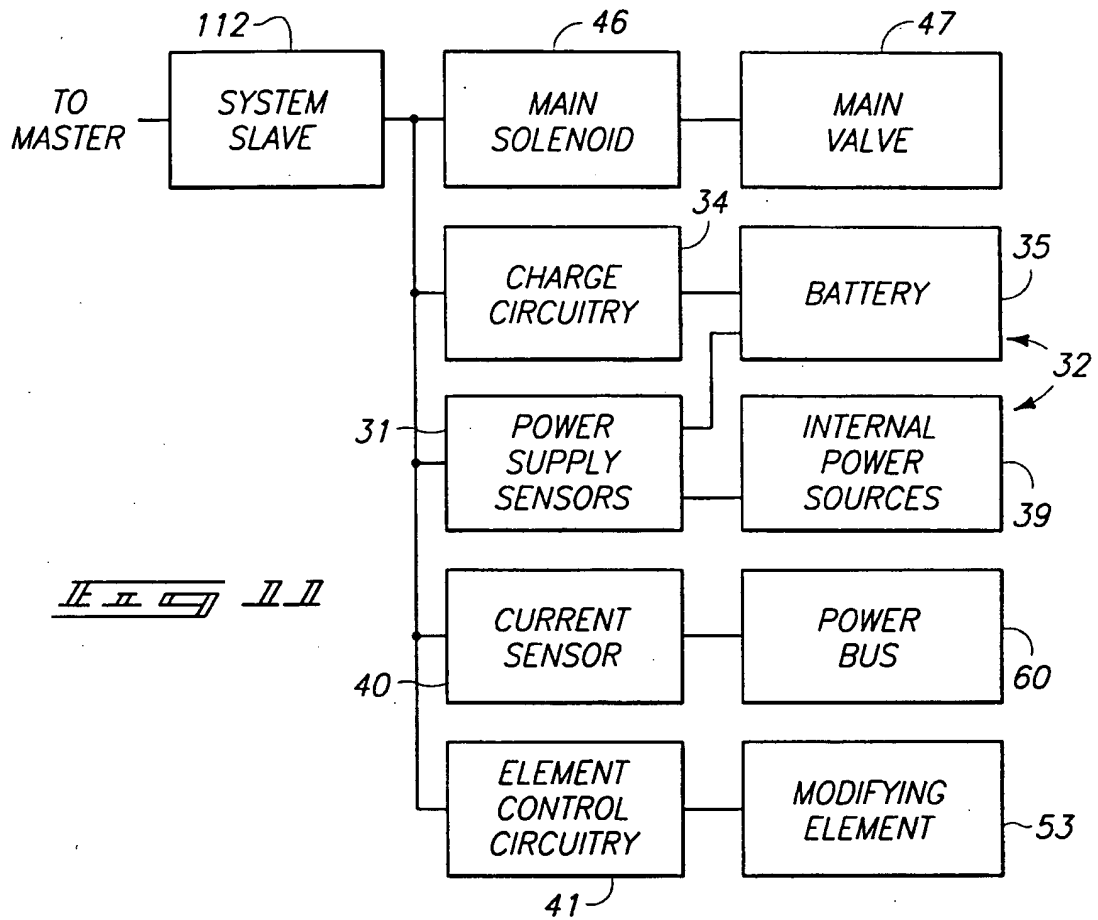 112
46
47
TO
MASTER
SYSTEM
SLAVE
MAIN
SOLENOID
MAIN
VALVE
34
35
CHARGE
CIRCUITRY
BATTERY
32
31
POWER
SUPPLY
SENSORS
INTERNAL
POWER
SOURCES
39
Fig 11
CURRENT
SENSOR
POWER
BUS
40
60
ELEMENT
CONTROL
CIRCUITRY
MODIFYING
ELEMENT
53
41